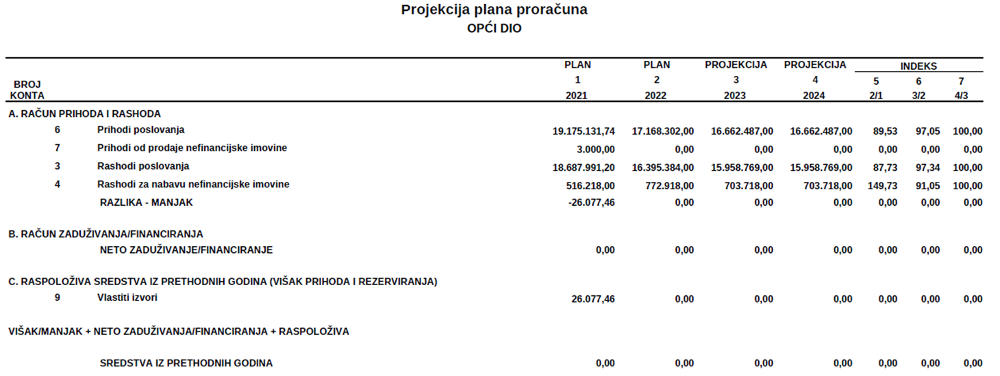 Projekcija plana proračuna
OPĆI DIO
PLAN PLAN PROJEKCIJA PROJEKCIJA INDEKS
BROJ 1 2 3 4 5 6 7
KONTA 2021 2022 2023 2024 2/1 3/2 4/3
A. RAČUN PRIHODA I RASHODA
6 Prihodi poslovanja 19.175.131,74 17.168.302,00 16.662.487,00 16.662.487,00 89,53 97,05 100,00
7 Prihodi od prodaje nefinancijske imovine 3.000,00 0,00 0,00 0,00 0,00 0,00 0,00
3 Rashodi poslovanja 18.687.991,20 16.395.384,00 15.958.769,00 15.958.769,00 87,73 97,34 100,00
4 Rashodi za nabavu nefinancijske imovine 516.218,00 772.918,00 703.718,00 703.718,00 149,73 91,05 100,00
RAZLIKA - MANJAK -26.077,46 0,00 0,00 0,00 0,00 0,00 0,00
B. RAČUN ZADUŽIVANJA/FINANCIRANJA
NETO ZADUŽIVANJE/FINANCIRANJE 0,00 0,00 0,00 0,00 0,00 0,00 0,00
C. RASPOLOŽIVA SREDSTVA IZ PRETHODNIH GODINA (VIŠAK PRIHODA I REZERVIRANJA)
9 Vlastiti izvori 26.077,46 0,00 0,00 0,00 0,00 0,00 0,00
VIŠAK/MANJAK + NETO ZADUŽIVANJA/FINANCIRANJA + RASPOLOŽIVA
SREDSTVA IZ PRETHODNIH GODINA 0,00 0,00 0,00 0,00 0,00 0,00 0,00